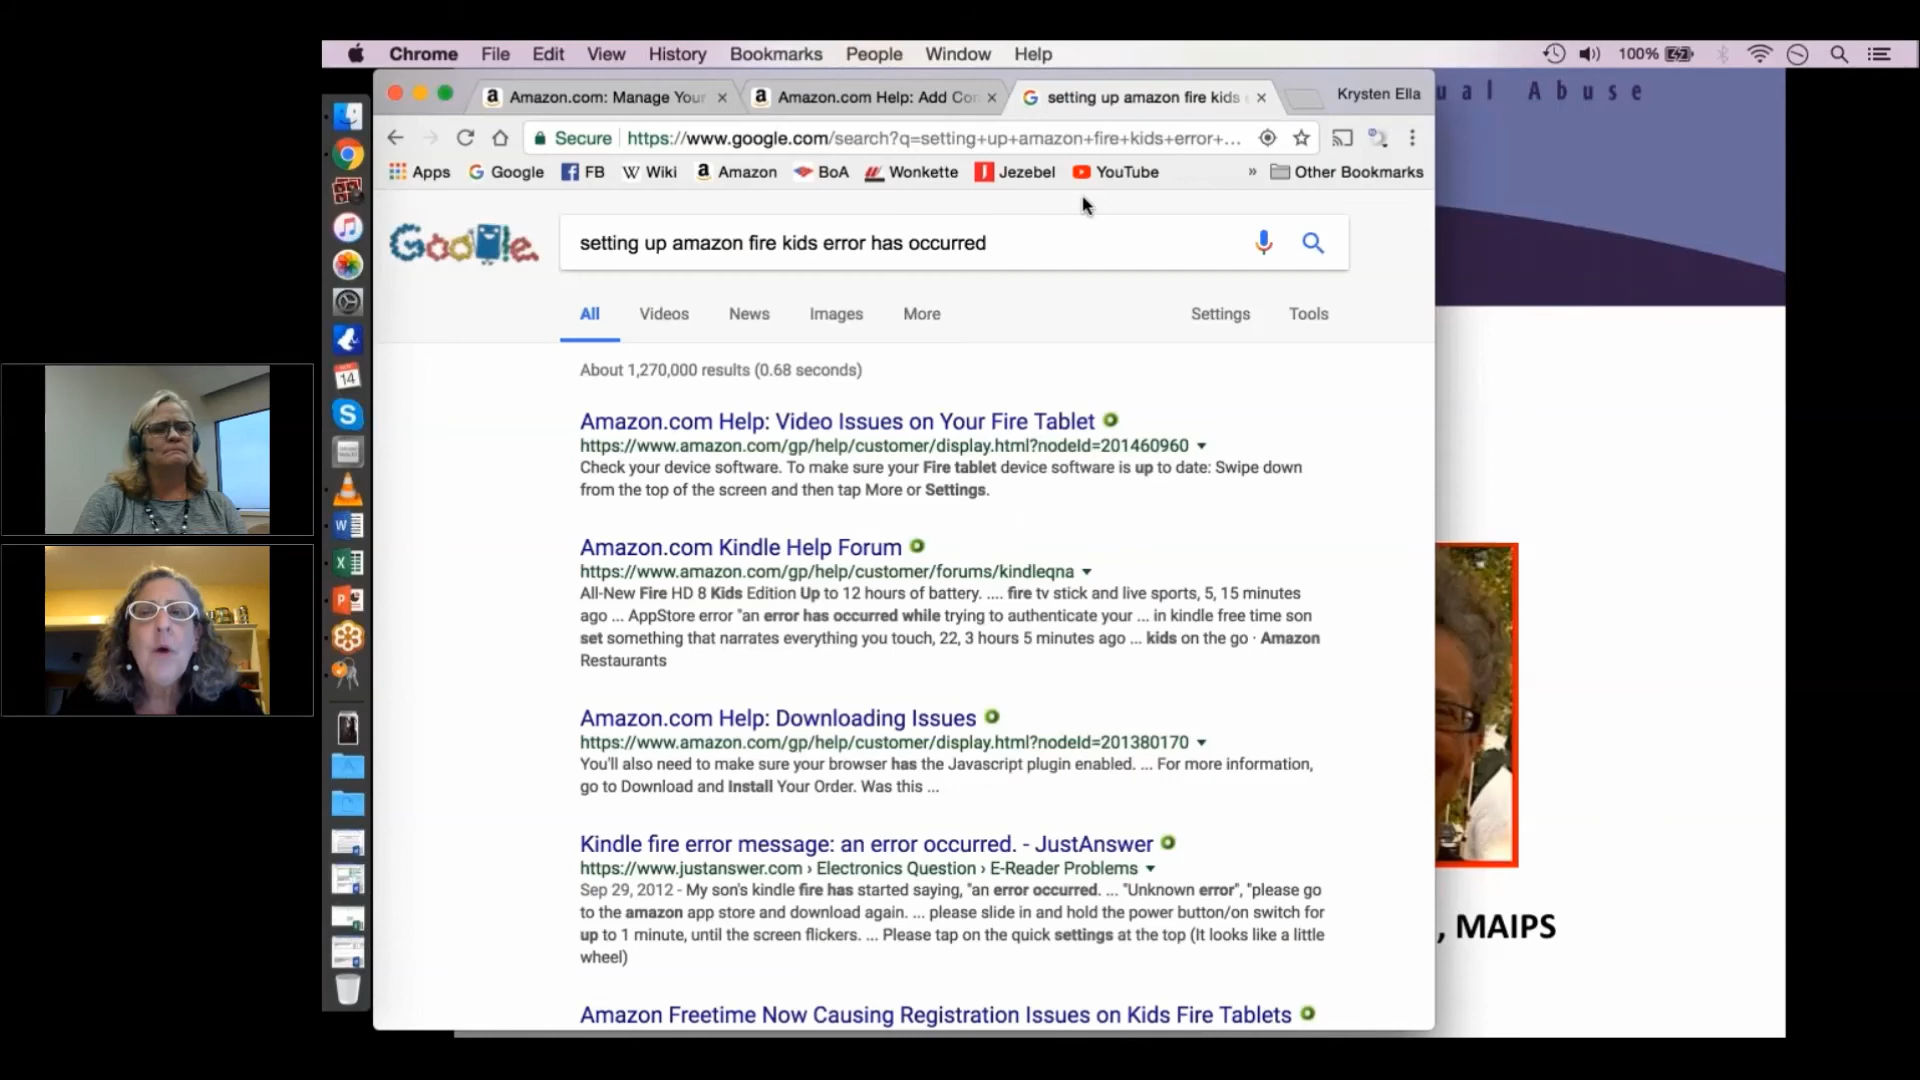 Chrome File Edit View History Bookmarks People Window Help 100%
ual Abuse
Amazon.com: Manage Your
Amazon.com Help: Add Con
setting up amazon fire kids
Krysten Ella
Secure https://www.google.com/search?q=setting+up+amazon+fire+kids+error+...
Apps Google FB Wiki Amazon BoA Wonkette Jezebel YouTube » Other Bookmarks
Google
setting up amazon fire kids error has occurred
All Videos News Images More Settings Tools
About 1,270,000 results (0.68 seconds)
Amazon.com Help: Video Issues on Your Fire Tablet
https://www.amazon.com/gp/help/customer/display.html?nodeId=201460960
Check your device software. To make sure your Fire tablet device software is up to date: Swipe down
from the top of the screen and then tap More or Settings.
Amazon.com Kindle Help Forum
https://www.amazon.com/gp/help/customer/forums/kindleqna
All-New Fire HD 8 Kids Edition Up to 12 hours of battery. .... fire tv stick and live sports, 5, 15 minutes
ago ... AppStore error "an error has occurred while trying to authenticate your ... in kindle free time son
set something that narrates everything you touch, 22, 3 hours 5 minutes ago ... kids on the go · Amazon
Restaurants
Amazon.com Help: Downloading Issues
https://www.amazon.com/gp/help/customer/display.html?nodeId=201380170
You'll also need to make sure your browser has the Javascript plugin enabled. ... For more information,
go to Download and Install Your Order. Was this ...
Kindle fire error message: an error occurred. - JustAnswer
https://www.justanswer.com › Electronics Question › E-Reader Problems
Sep 29, 2012 - My son's kindle fire has started saying, "an error occurred. ... "Unknown error", "please go
to the amazon app store and download again. ... please slide in and hold the power button/on switch for
up to 1 minute, until the screen flickers. ... Please tap on the quick settings at the top (It looks like a little
wheel)
Amazon Freetime Now Causing Registration Issues on Kids Fire Tablets
14
, MAIPS